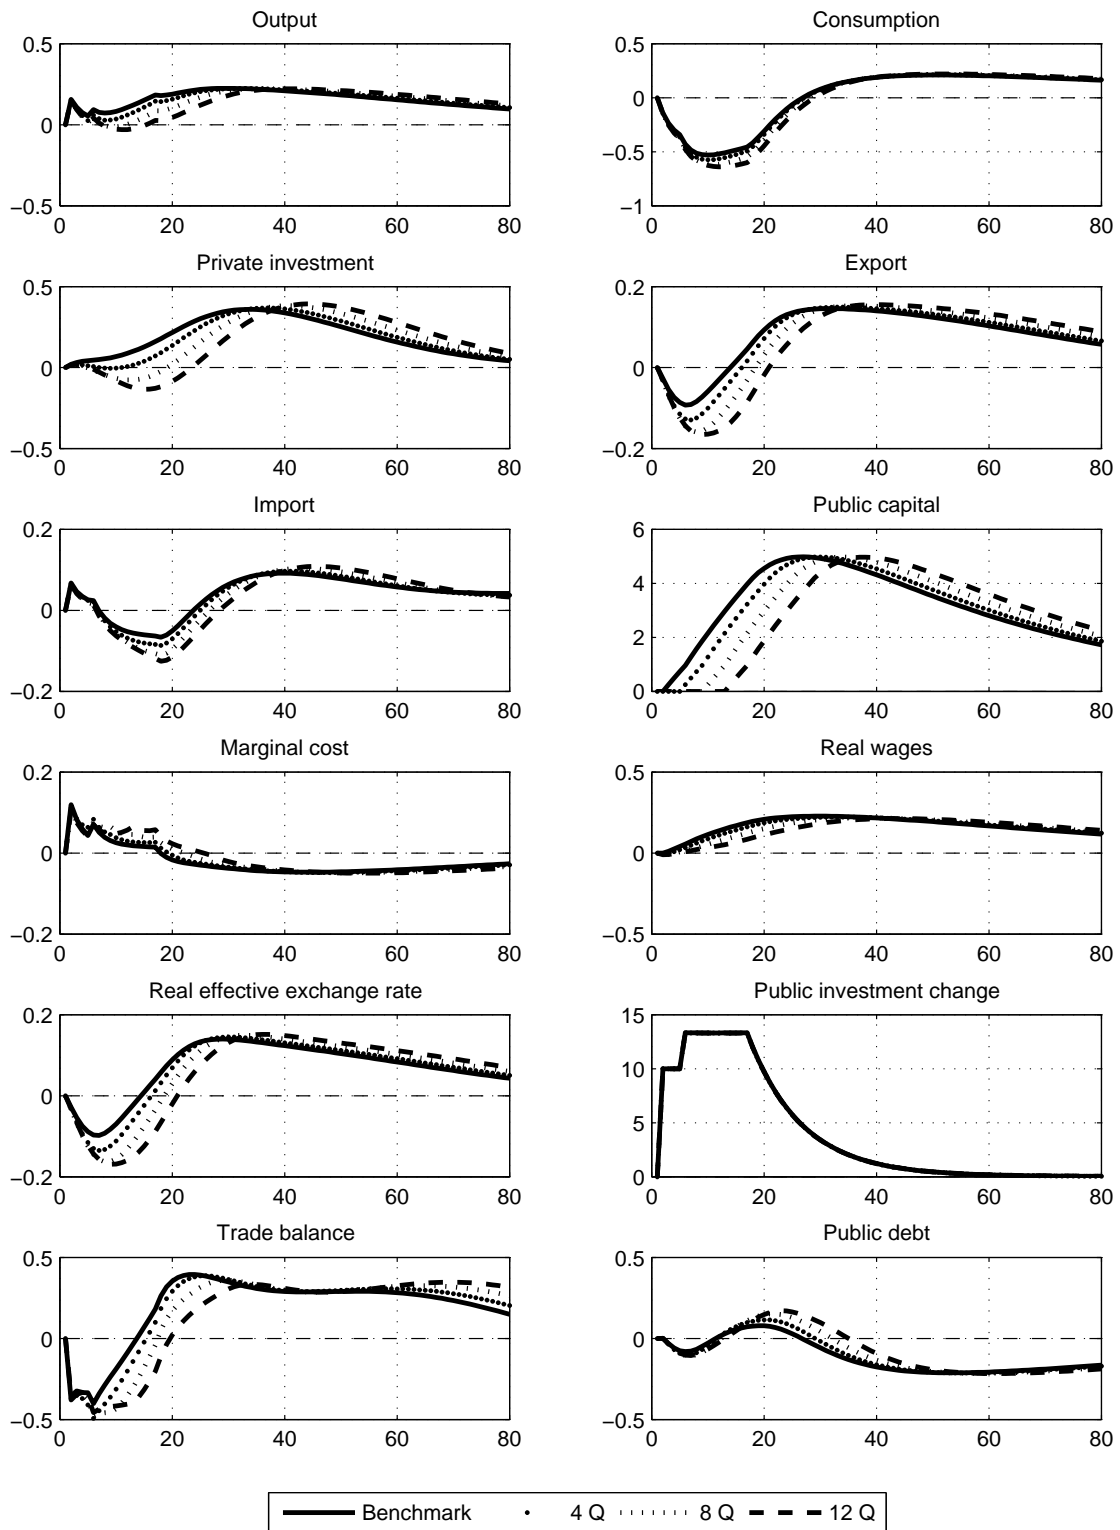 Output
Consumption
0.5
0
−0.5
0 20 40 60 80
0.5
0
−0.5
−1
0 20 40 60 80
Private investment
Export
0.5
0
−0.5
0 20 40 60 80
0.2
0
−0.2
0 20 40 60 80
Import
Public capital
0.2
0
−0.2
0 20 40 60 80
6
4
2
0
0 20 40 60 80
Marginal cost
Real wages
0.2
0
−0.2
0 20 40 60 80
0.5
0
−0.5
0 20 40 60 80
Real effective exchange rate
Public investment change
0.2
0
−0.2
0 20 40 60 80
15
10
5
0
0 20 40 60 80
Trade balance
Public debt
0.5
0
−0.5
0 20 40 60 80
0.5
0
−0.5
0 20 40 60 80
Benchmark 4 Q 8 Q 12 Q